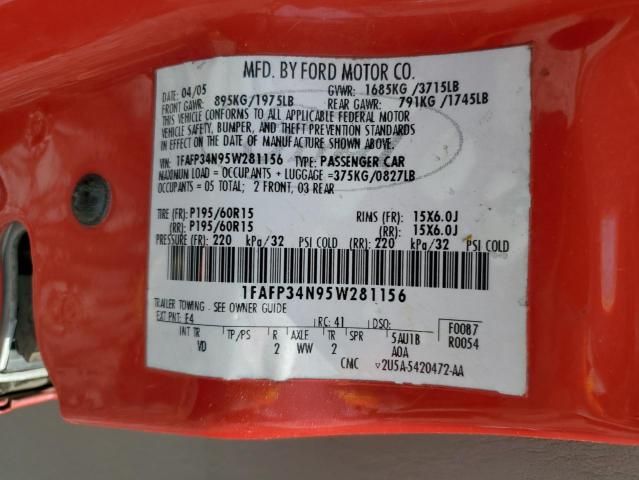 MFD. BY FORD MOTOR CO.
DATE: 04/05 GVWR: 1685KG /3715LB
FRONT GAWR: 895KG/1975LB REAR GAWR: 791KG /1745LB
THIS VEHICLE CONFORMS TO ALL APPLICABLE FEDERAL MOTOR
VEHICLE SAFETY, BUMPER, AND THEFT PREVENTION STANDARDS
IN EFFECT ON THE DATE OF MANUFACTURE SHOWN ABOVE.
VIN: 1FAFP34N95W281156 TYPE: PASSENGER CAR
MAXIMUM LOAD = OCCUPANTS + LUGGAGE =375KG/0827LB
OCCUPANTS = 05 TOTAL; 2 FRONT, 03 REAR
TIRE (FR): P195/60R15 RIMS (FR): 15X6.0J
(RR): P195/60R15 (RR): 15X6.0J
PRESSURE (FR): 220 kPa/32 PSI COLD (RR): 220 kPa/32 PSI COLD
1FAFP34N95W281156
TRAILER TOWING - SEE OWNER GUIDE
EXT PNT: E4 RC: 41 DSO: F0087
INT TR TP/PS R AXLE TR SPR 5AU1B R0054
VD 2 WW 2 AOA
CMC ▽2U5A-5420472-AA